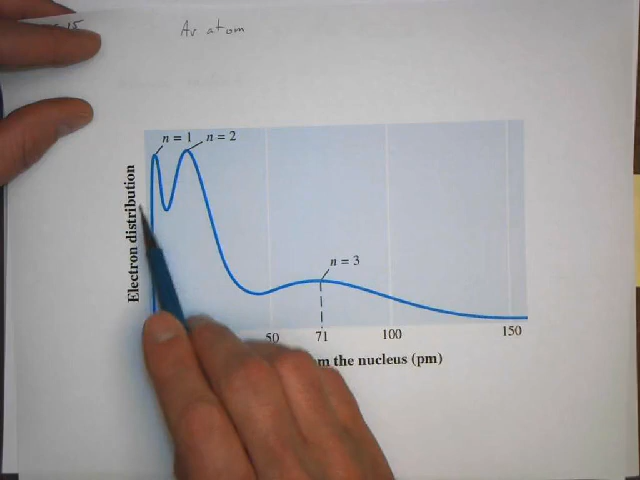 Ar atom
n = 1
n = 2
Electron distribution
n = 3
50
71
100
150
the nucleus (pm)